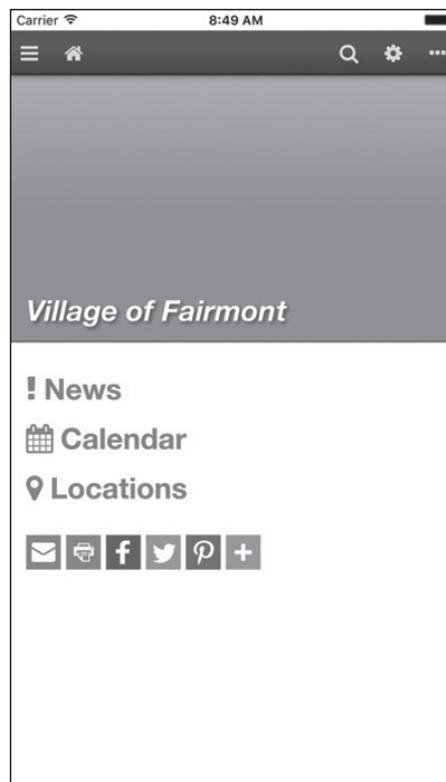 Carrier 8:49 AM
Village of Fairmont
! News
Calendar
Locations